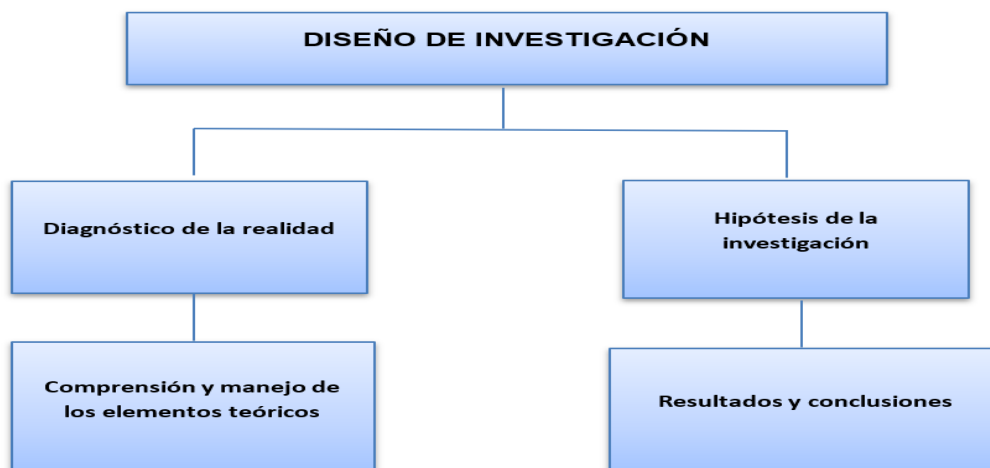 DISEÑO DE INVESTIGACIÓN
Diagnóstico de la realidad
Hipótesis de la
investigación
Comprensión y manejo de
los elementos teóricos
Resultados y conclusiones